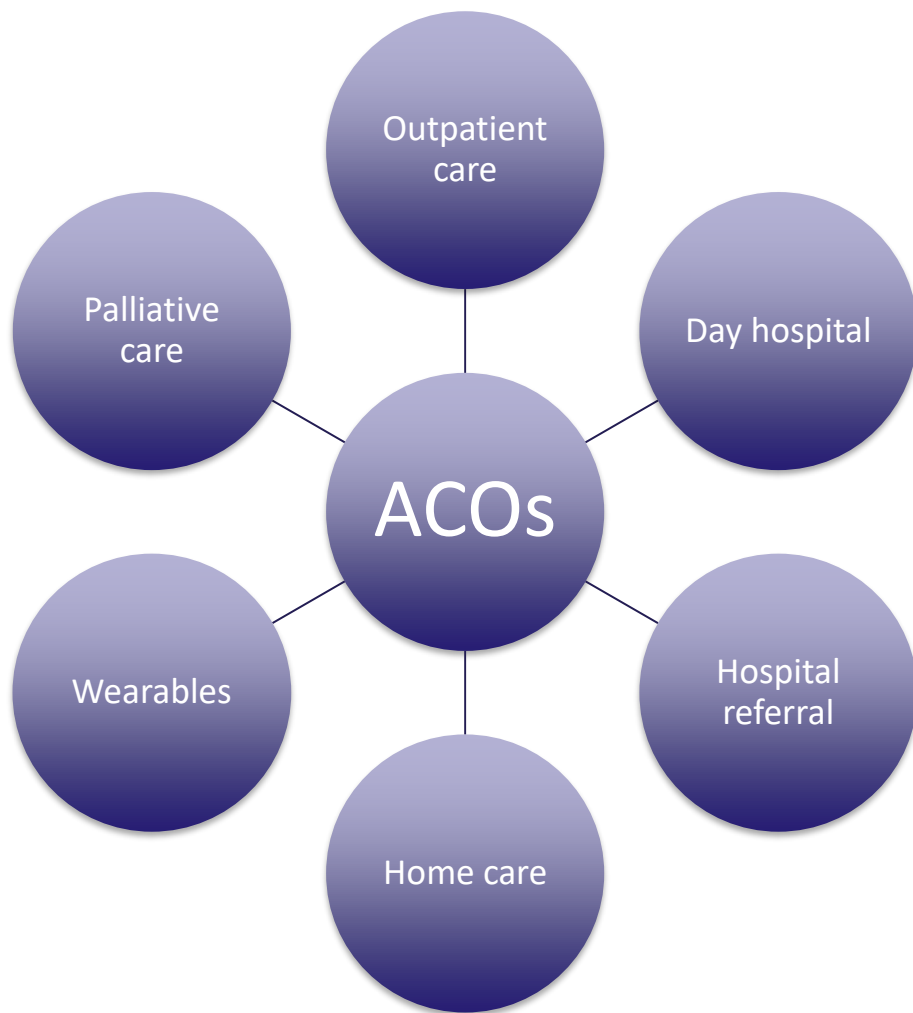 Outpatient
care
Palliative
care
Day hospital
ACOs
Wearables
Hospital
referral
Home care